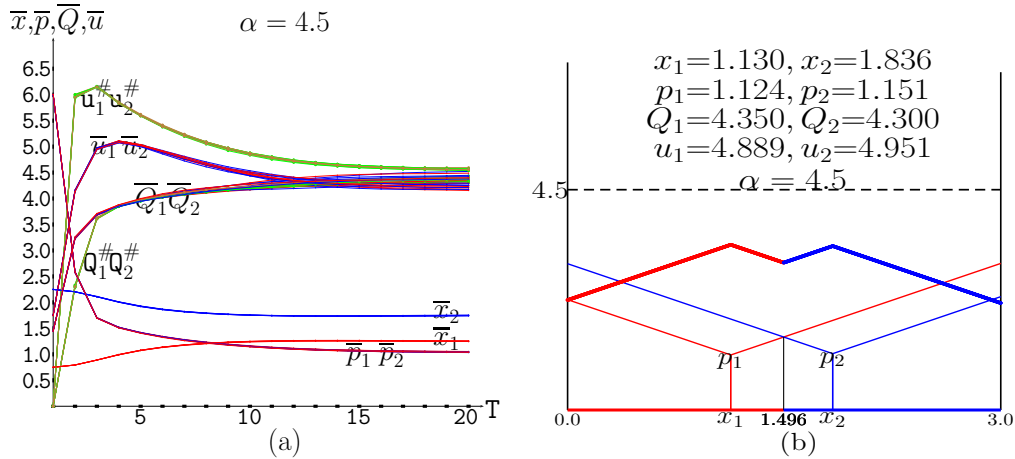 x̅,p̅,Q̅,u̅
α = 4.5
6.5
6.0
5.5
5.0
4.5
4.0
3.5
3.0
2.5
2.0
1.5
1.0
0.5
u₁# u₂#
u̅₁ u̅₂
Q̅₁ Q̅₂
Q₁# Q₂#
x̅₂
x̅₁
p̅₁ p̅₂
5 10 15 20 T
(a)
x₁=1.130, x₂=1.836
p₁=1.124, p₂=1.151
Q₁=4.350, Q₂=4.300
u₁=4.889, u₂=4.951
α = 4.5
4.5
p₁ p₂
0.0 x₁ 1.496 x₂ 3.0
(b)